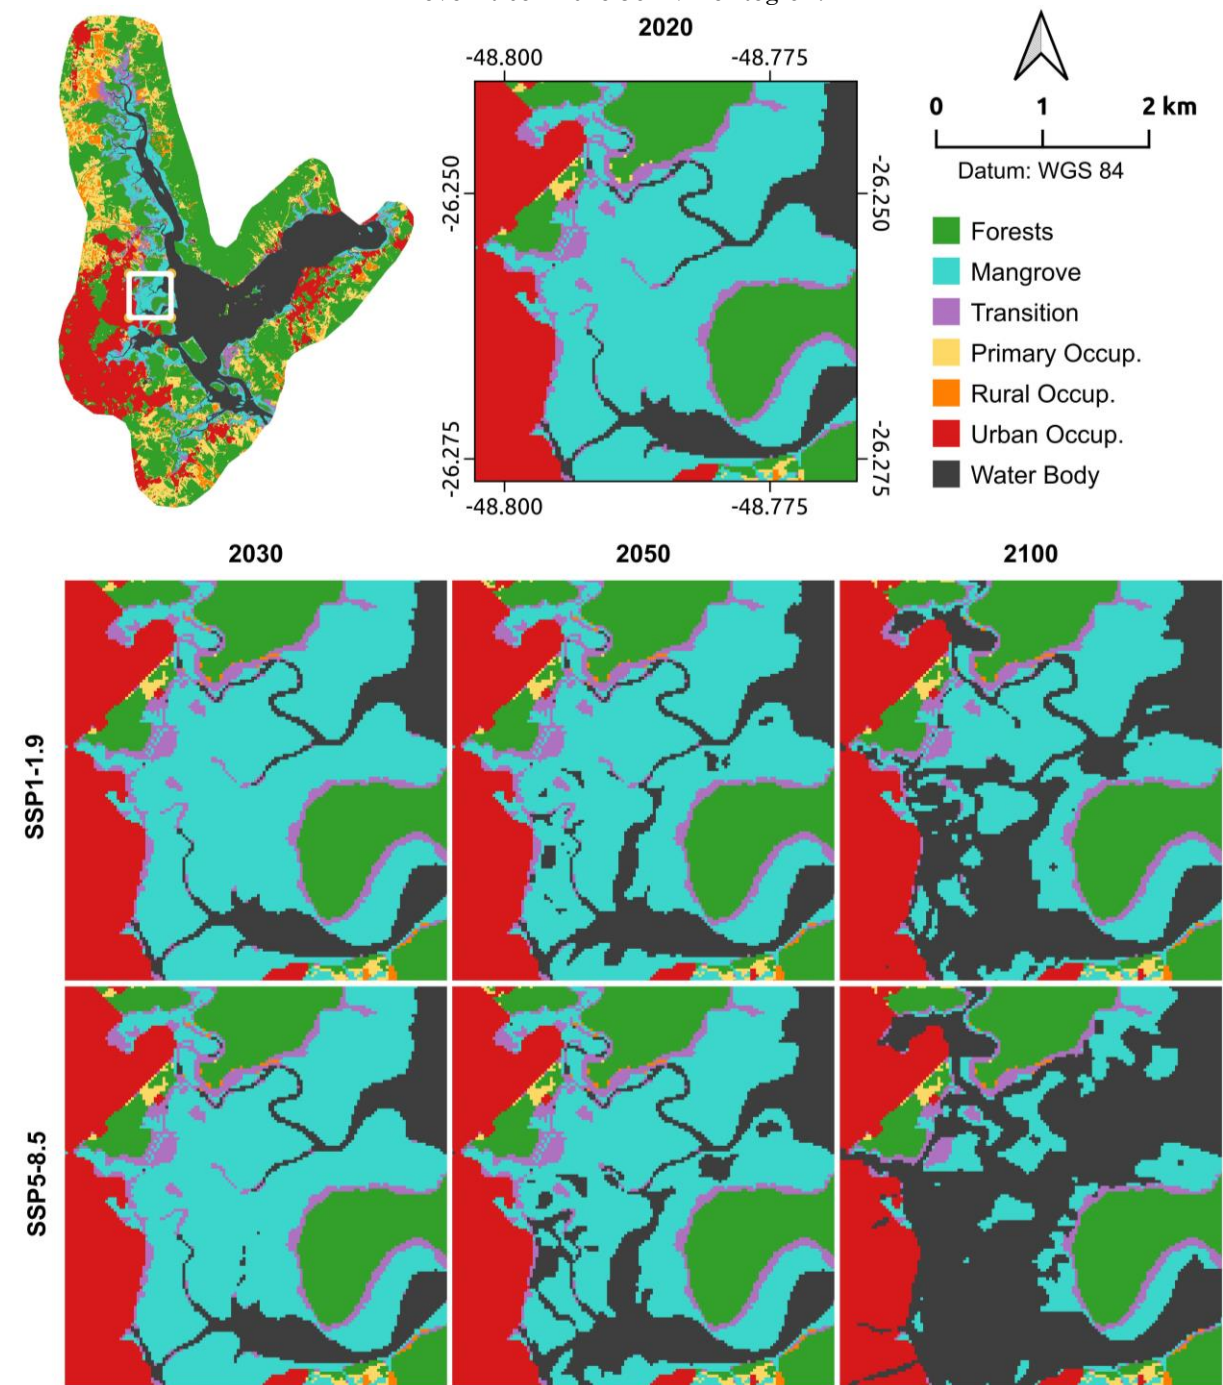 2020
-48.800
-48.775
0
1
2 km
Datum: WGS 84
-26.250
-26.250
-26.275
-26.275
-48.800
-48.775
Forests
Mangrove
Transition
Primary Occup.
Rural Occup.
Urban Occup.
Water Body
2030
2050
2100
SSP1-1.9
SSP5-8.5